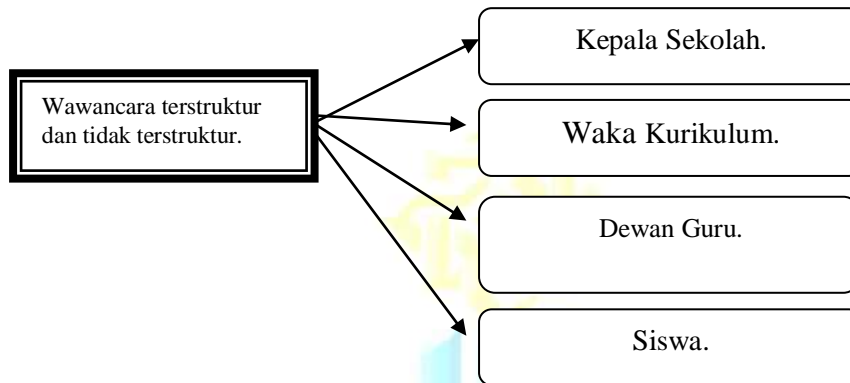 Kepala Sekolah.
Wawancara terstruktur
dan tidak terstruktur.
Waka Kurikulum.
Dewan Guru.
Siswa.